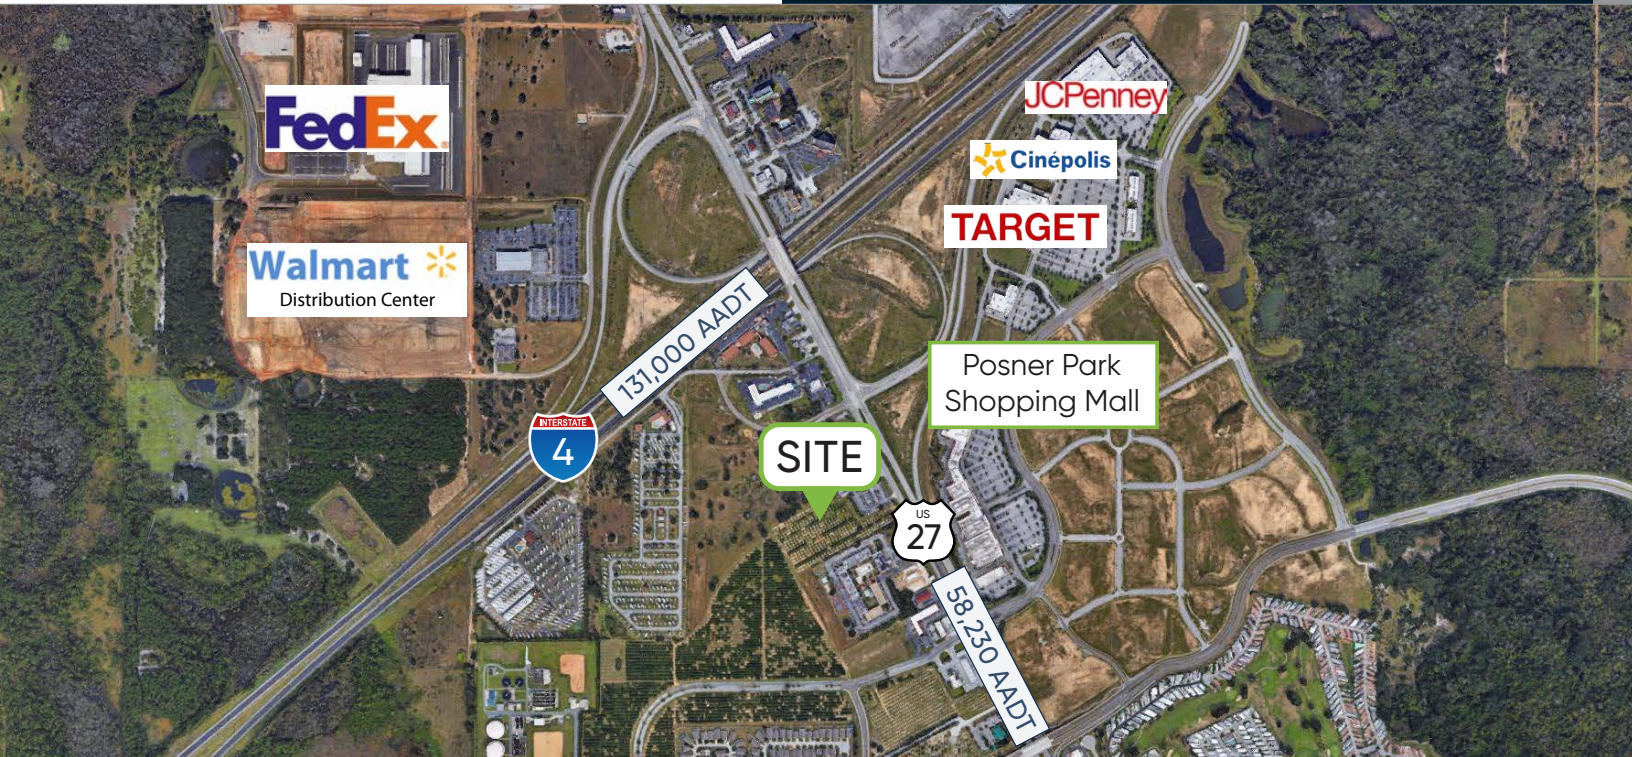 FedEx
JCPenney
Cinépolis
TARGET
Walmart
Distribution Center
131,000 AADT
Posner Park
Shopping Mall
INTERSTATE
4
SITE
US
27
58,230 AADT